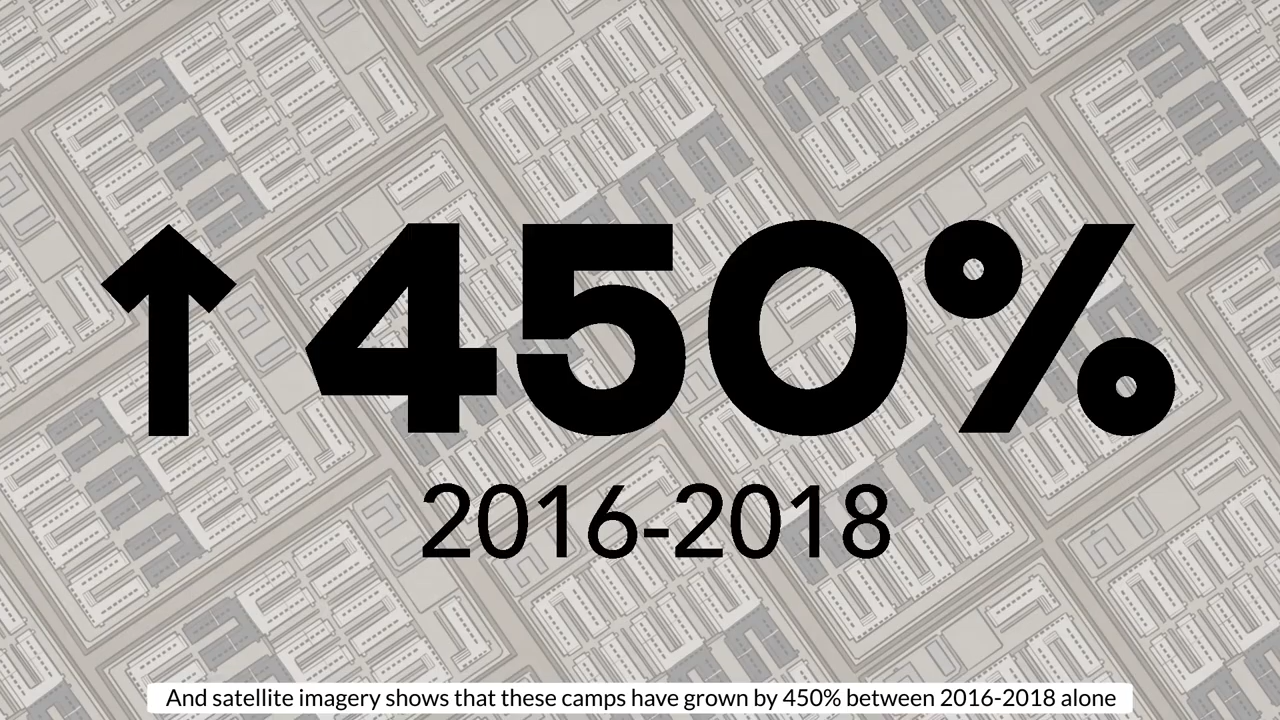 ↑450%
2016-2018
And satellite imagery shows that these camps have grown by 450% between 2016-2018 alone